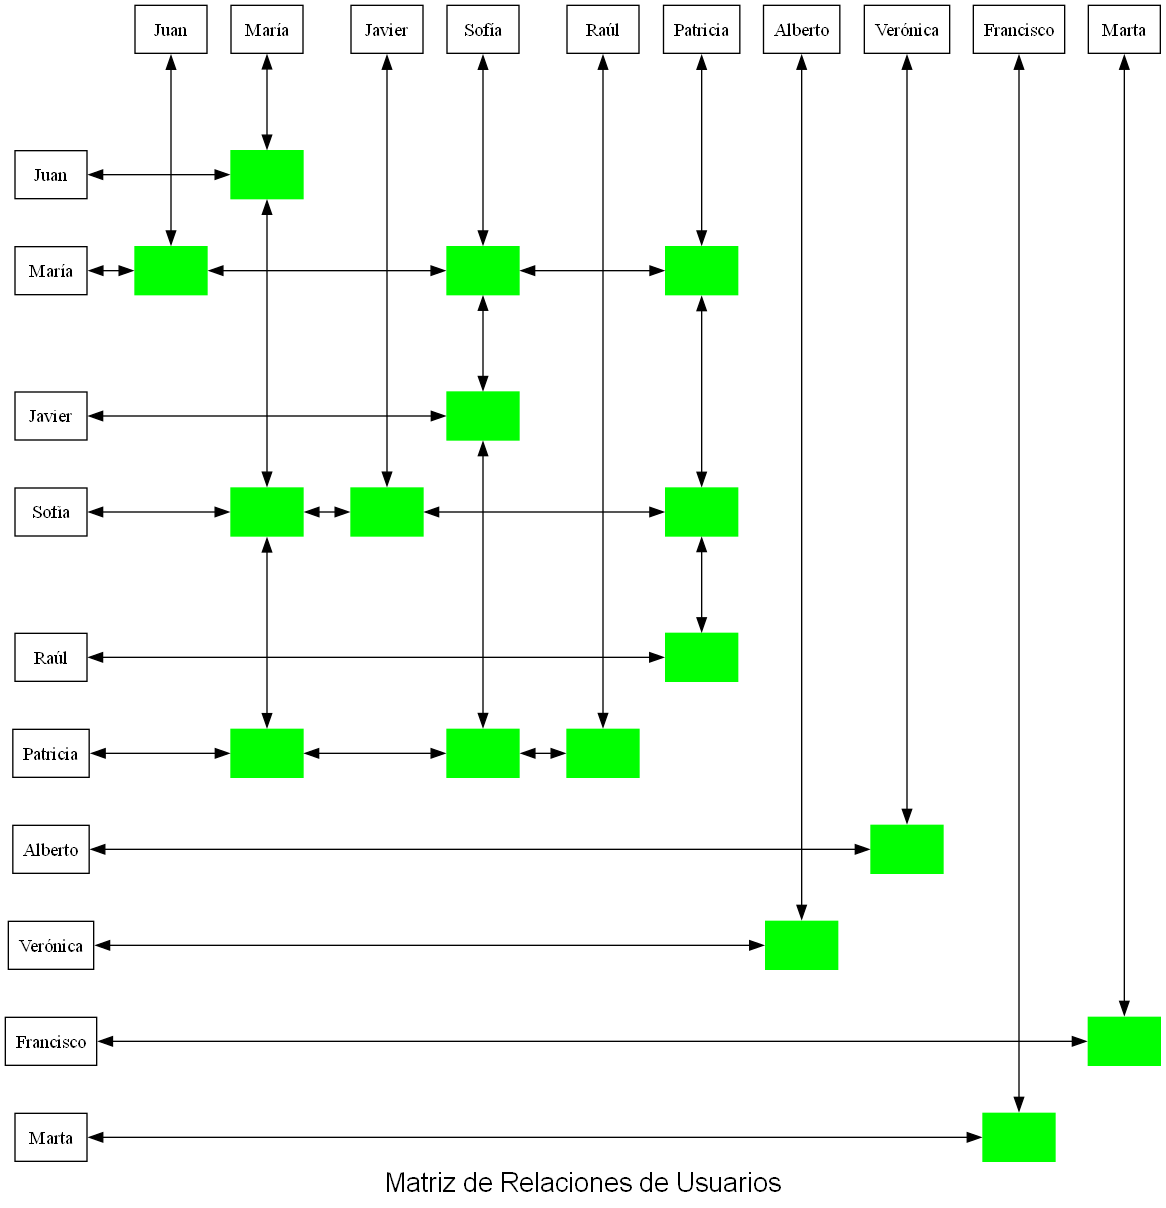 Juan María Javier Sofía Raúl Patricia Alberto Verónica Francisco Marta
Juan
María
Javier
Sofia
Raúl
Patricia
Alberto
Verónica
Francisco
Marta
Matriz de Relaciones de Usuarios